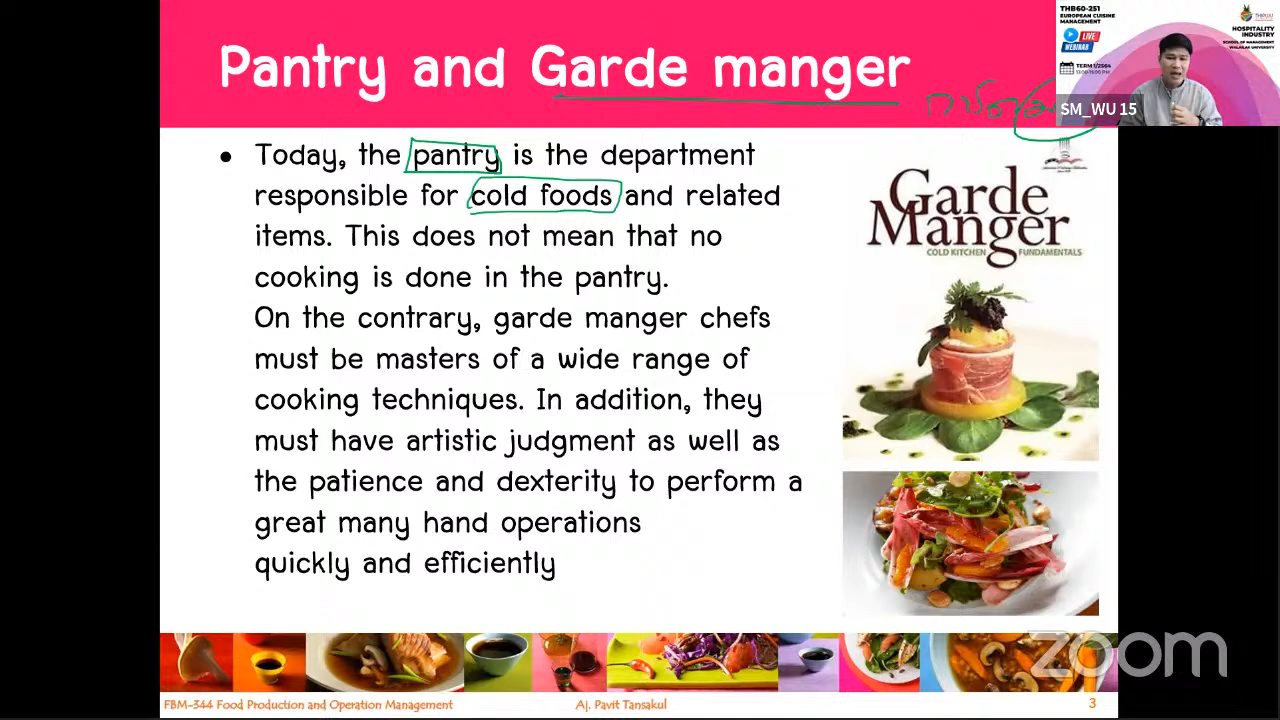 Pantry and Garde manger
THB60-251
EUROPEAN CUISINE
MANAGEMENT
LIVE
WEBINAR
TERM 1/2564
HOSPITALITY
INDUSTRY
SCHOOL OF MANAGEMENT
WALAILAK UNIVERSITY
SM_WU 15
• Today, the pantry is the department
responsible for cold foods and related
items. This does not mean that no
cooking is done in the pantry.
On the contrary, garde manger chefs
must be masters of a wide range of
cooking techniques. In addition, they
must have artistic judgment as well as
the patience and dexterity to perform a
great many hand operations
quickly and efficiently
Garde
Manger
COLD KITCHEN FUNDAMENTALS
zoom
FBM-344 Food Production and Operation Management
Aj. Pavit Tansakul
3